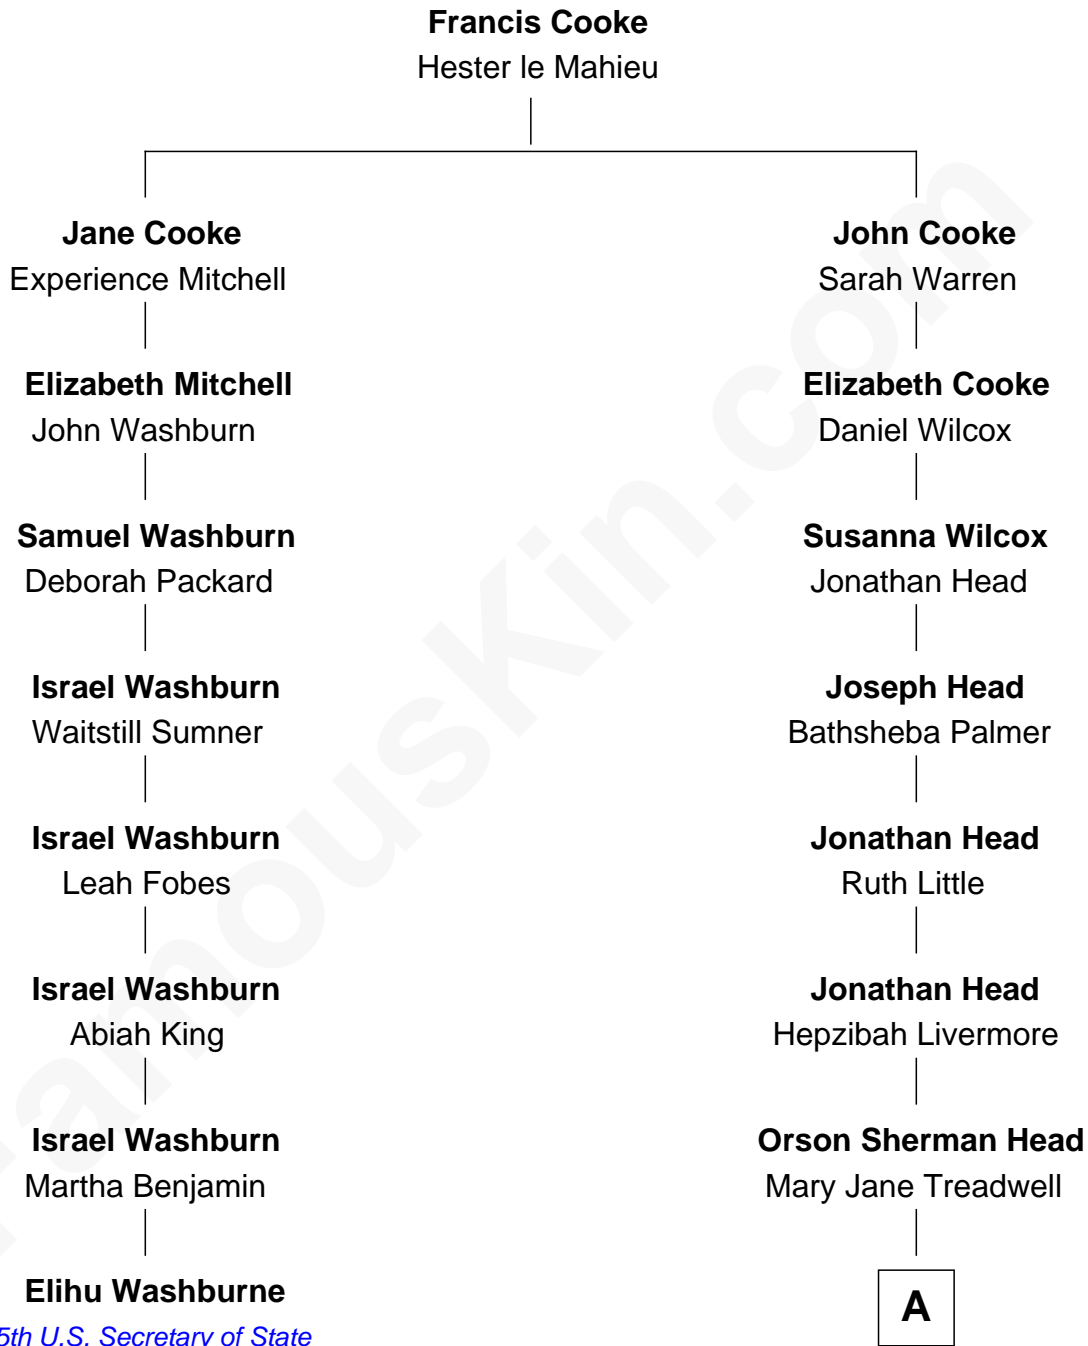 Francis Cooke
Hester le Mahieu
Jane Cooke
Experience Mitchell
John Cooke
Sarah Warren
Elizabeth Mitchell
John Washburn
Elizabeth Cooke
Daniel Wilcox
Samuel Washburn
Deborah Packard
Susanna Wilcox
Jonathan Head
Israel Washburn
Waitstill Sumner
Joseph Head
Bathsheba Palmer
Israel Washburn
Leah Fobes
Jonathan Head
Ruth Little
Israel Washburn
Abiah King
Jonathan Head
Hepzibah Livermore
Israel Washburn
Martha Benjamin
Orson Sherman Head
Mary Jane Treadwell
Elihu Washburne
5th U.S. Secretary of State
A
FamousKin.com